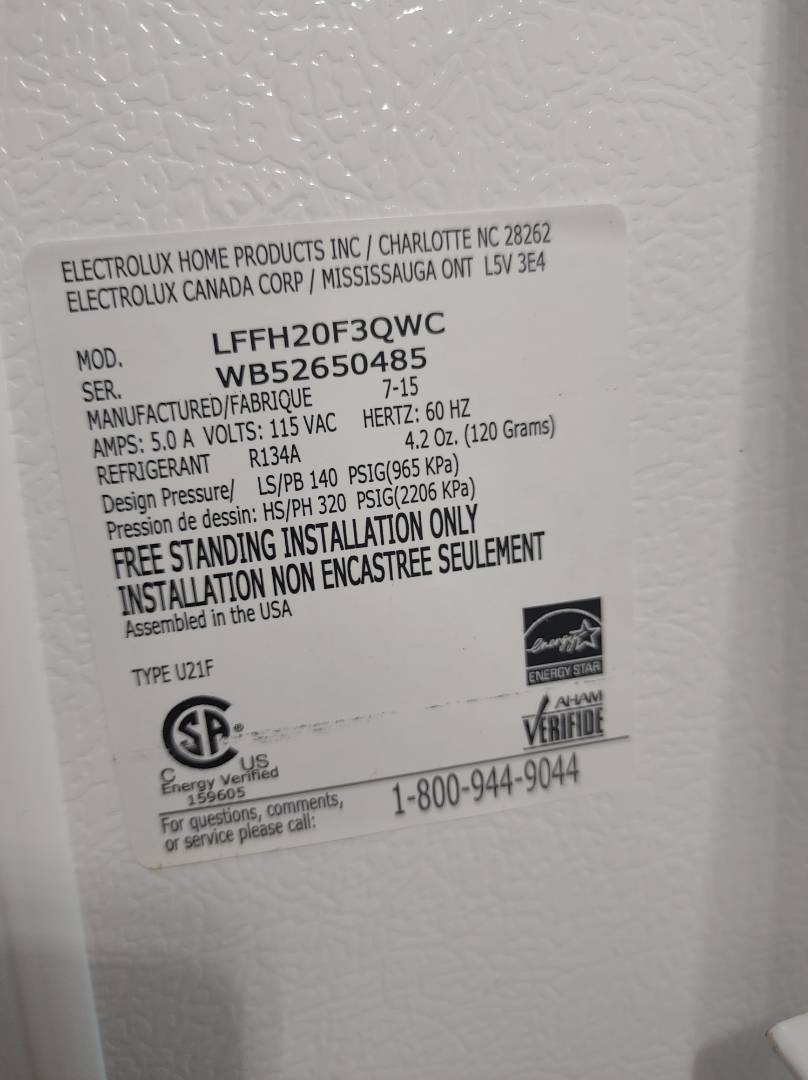 ELECTROLUX HOME PRODUCTS INC / CHARLOTTE NC 28262
ELECTROLUX CANADA CORP / MISSISSAUGA ONT L5V 3E4
MOD. LFFH20F3QWC
SER. WB52650485
MANUFACTURED/FABRIQUE 7-15
AMPS: 5.0 A VOLTS: 115 VAC HERTZ: 60 HZ
REFRIGERANT R134A 4.2 Oz. (120 Grams)
Design Pressure/ LS/PB 140 PSIG(965 KPa)
Pression de dessin: HS/PH 320 PSIG(2206 KPa)
FREE STANDING INSTALLATION ONLY
INSTALLATION NON ENCASTREE SEULEMENT
Assembled in the USA
energy
ENERGY STAR
TYPE U21F
CSA®
C US
Energy Verified
159605
AHAM
VERIFIDE
For questions, comments,
or service please call:
1-800-944-9044